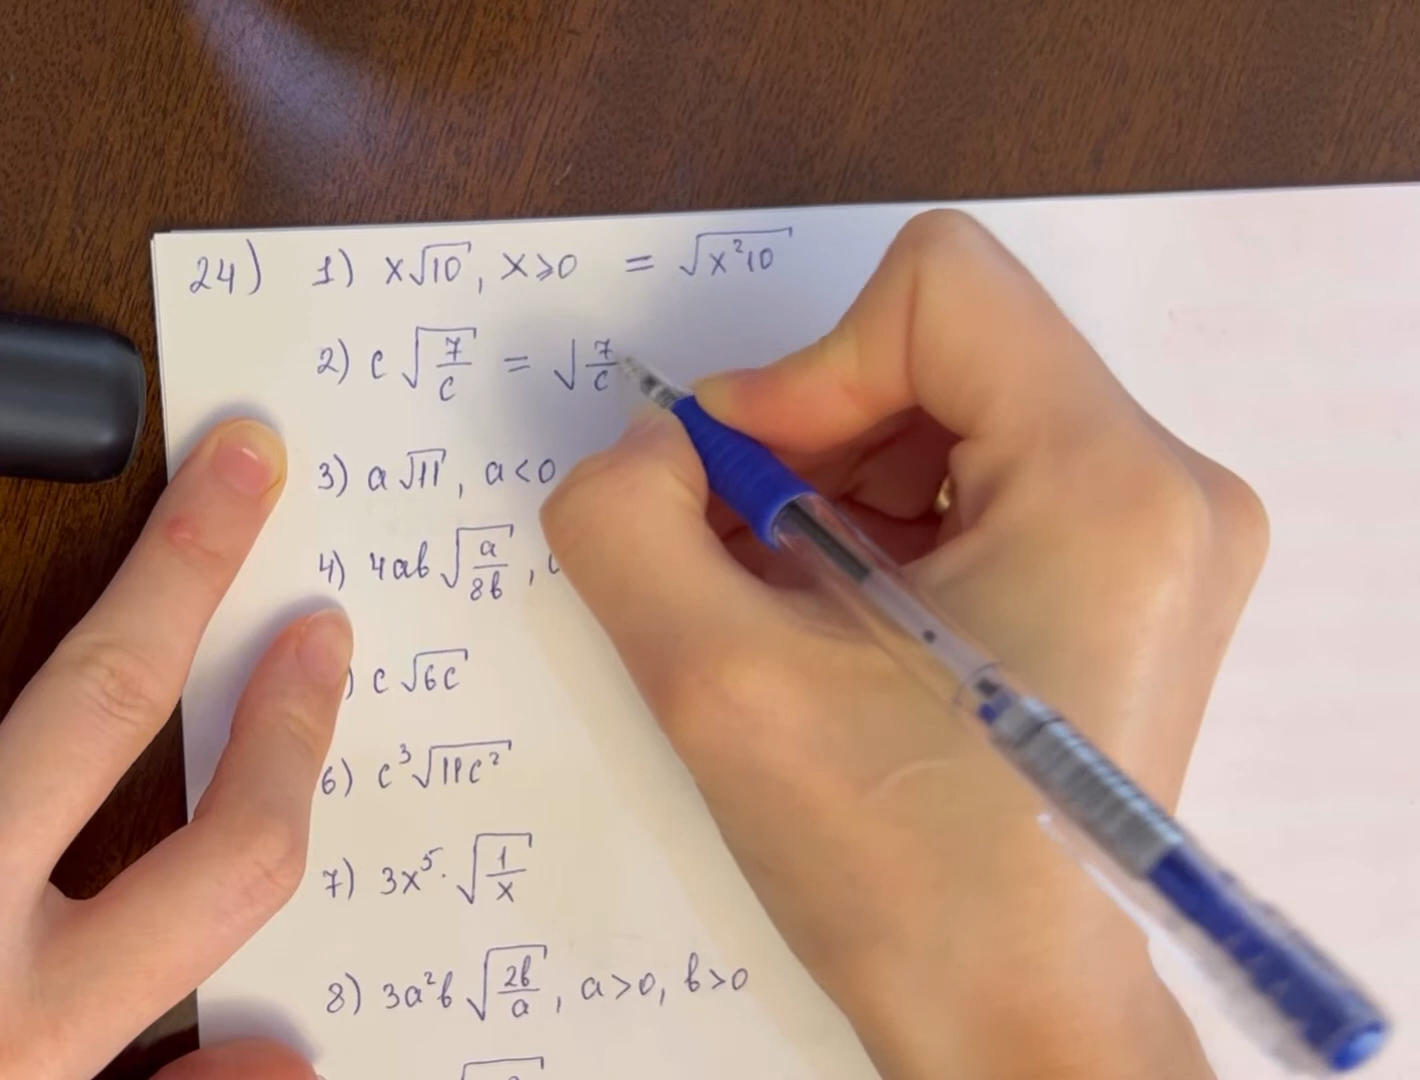 24) 1) x√10, x⩾0 = √x²10
2) c√7/c = √7/c
3) a√11, a<0
4) 4ab√a/8b,
) c√6c
6) c³√11c²
7) 3x⁵·√1/x
8) 3a²b√2b/a, a>0, b>0